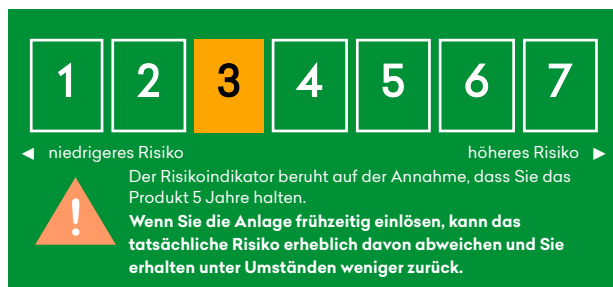 1 2 3 4 5 6 7
◄ niedrigeres Risiko höheres Risiko ►
Der Risikoindikator beruht auf der Annahme, dass Sie das
Produkt 5 Jahre halten.
!
Wenn Sie die Anlage frühzeitig einlösen, kann das
tatsächliche Risiko erheblich davon abweichen und Sie
erhalten unter Umständen weniger zurück.